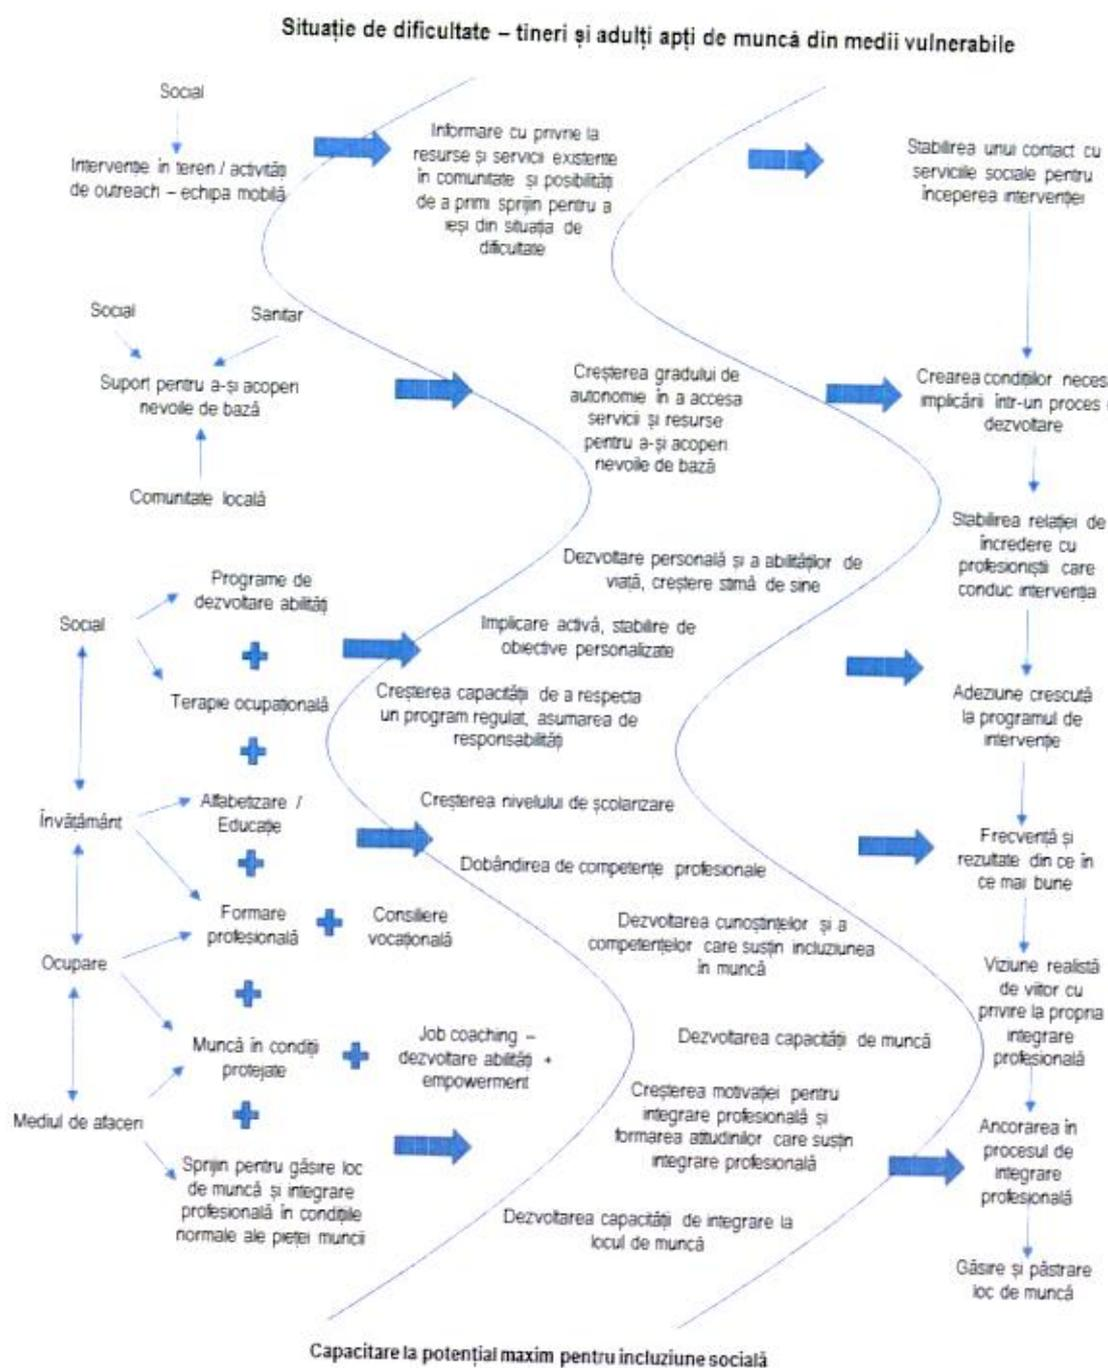 Situație de dificultate – tineri și adulți apți de muncă din medii vulnerabile
Social
Intervenție în teren / activități
de outreach – echipa mobilă
Informare cu privrie la
resurse și servicii existente
în comunitate și posibilități
de a primi sprijin pentru a
ieși din situația de
dificultate
Stabilirea unui contact cu
serviciile sociale pentru
începerea intervenției
Social
Sanitar
Suport pentru a-și acoperi
nevoile de bază
Comunitate locală
Creșterea gradului de
autonomie în a accesa
servicii și resurse
pentru a-și acoperi
nevoile de bază
Crearea condițiilor neces
implicării într-un proces
dezvoltare
Stabilirea relației de
încredere cu
profesioniștii care
conduc intervenția
Social
Programe de
dezvoltare abilități
Terapie ocupațională
Dezvoltare personală și a abilităților de
viață, creștere stimă de sine
Implicare activă, stabilire de
obiective personalizate
Creșterea capacității de a respecta
un program regulat, asumarea de
responsabilități
Adeziune crescută
la programul de
intervenție
Învățământ
Alfabetizare /
Educație
Creșterea nivelului de școlarizare
Dobândirea de competențe profesionale
Frecvență și
rezultate din ce în
ce mai bune
Formare
profesională
Consiliere
vocațională
Ocupare
Dezvoltarea cunoștințelor și a
competențelor care susțin incluziunea
în muncă
Viziune realistă
de viitor cu
privire la propria
integrare
profesională
Muncă în condiții
protejate
Job coaching –
dezvoltare abilități +
empowerment
Dezvoltarea capacității de muncă
Mediul de afaceri
Creșterea motivației pentru
integrare profesională și
formarea atitudinilor care susțin
integrare profesională
Ancorarea în
procesul de
integrare
profesională
Sprijin pentru găsire loc
de muncă și integrare
profesională în condițiile
normale ale pieței muncii
Dezvoltarea capacității de integrare la
locul de muncă
Găsire și păstrare
loc de muncă
Capacitare la potențial maxim pentru incluziune socială